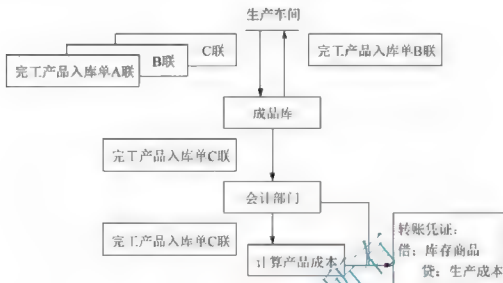 生产车间
C联
B联
完工产品入库单A联
完工产品入库单B联
成品库
完工产品入库单C联
会计部门
完工产品入库单C联
计算产品成本
转账凭证:
借: 库存商品
贷: 生产成本